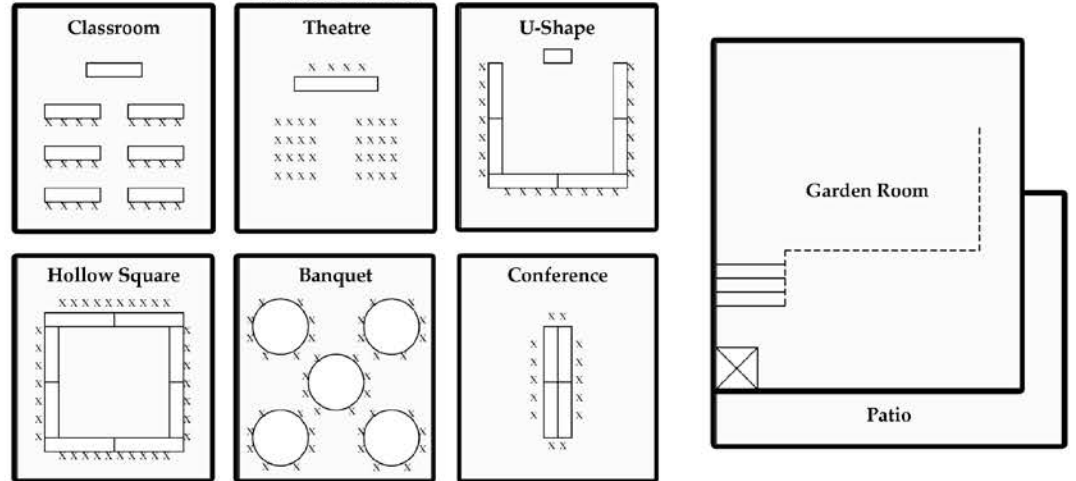 Classroom
Theatre
U-Shape
Garden Room
Hollow Square
Banquet
Conference
Patio